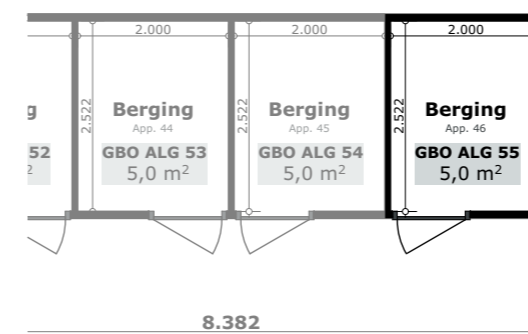 2.000 2.000 2.000
g Berging Berging Berging
App. 44 App. 45 App. 46
2.522 2.522 2.522
52 GBO ALG 53 GBO ALG 54 GBO ALG 55
2 5,0 m² 5,0 m² 5,0 m²
8.382